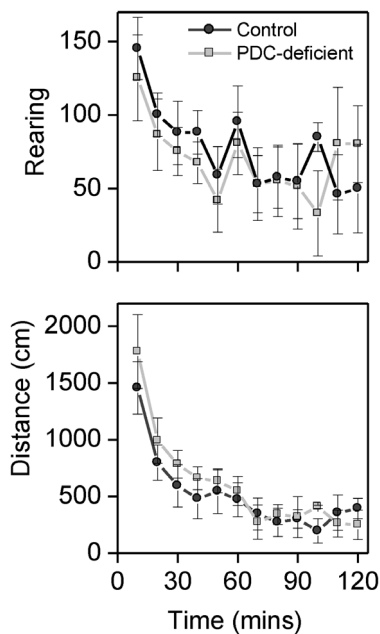 Control
PDC-deficient
150
100
50
0
Rearing
2000
1500
1000
500
0
Distance (cm)
0 30 60 90 120
Time (mins)